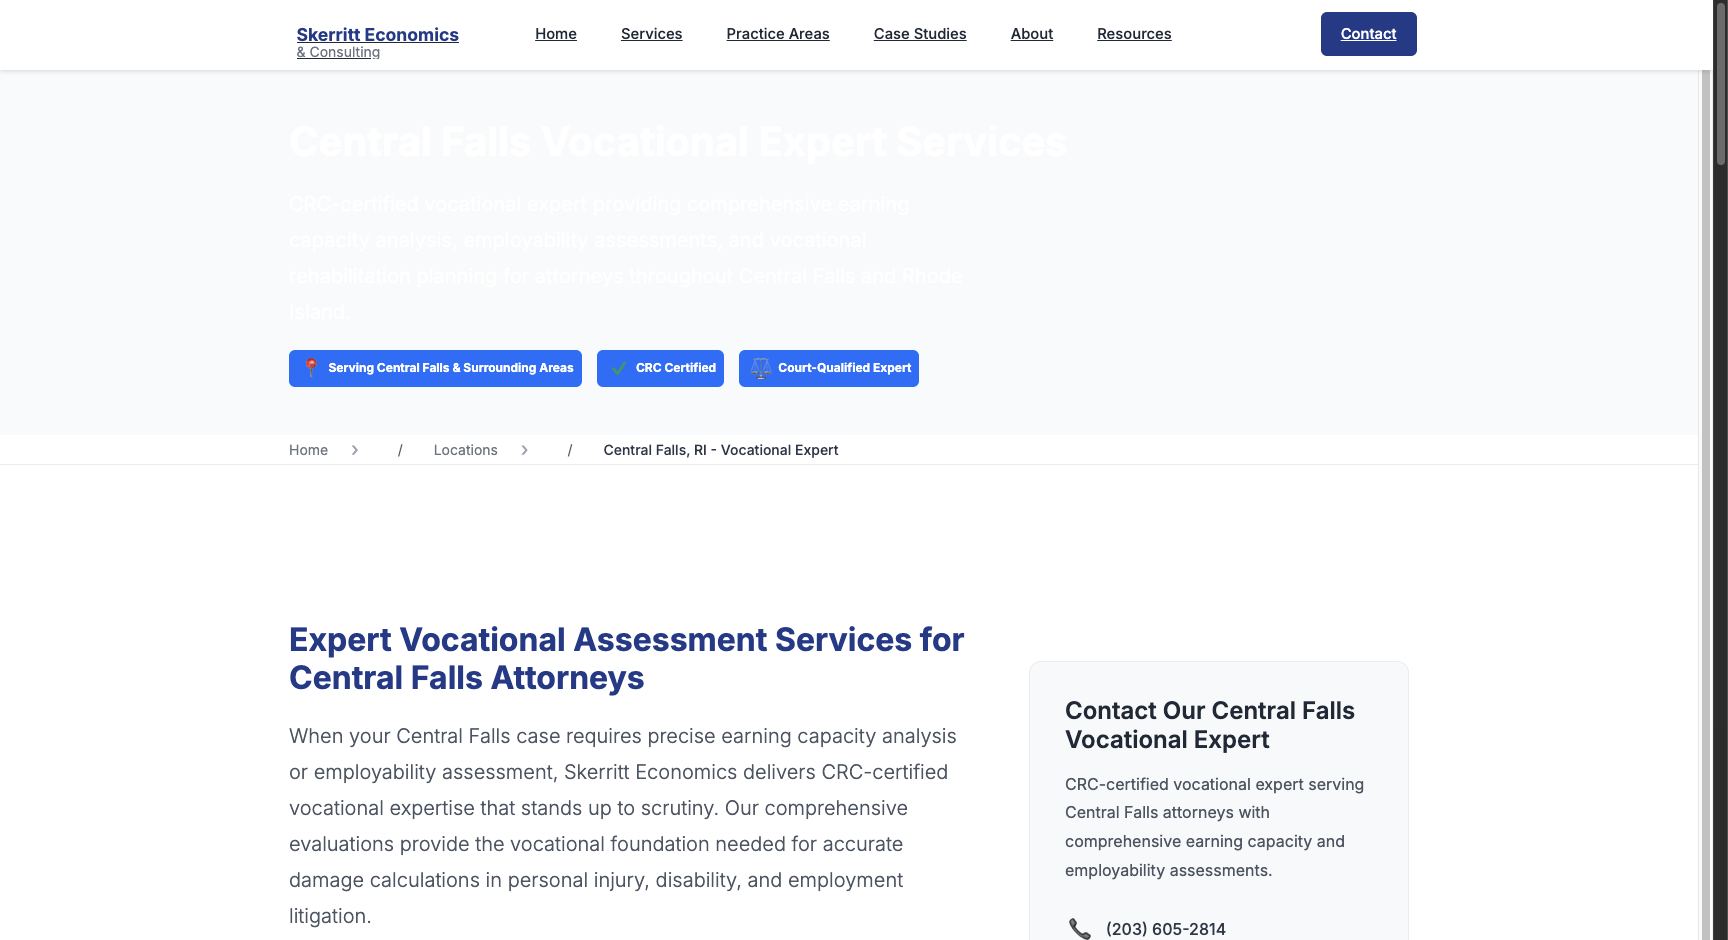 Skerritt Economics
& Consulting
Home
Services
Practice Areas
Case Studies
About
Resources
Contact
Central Falls Vocational Expert Services
CRC-certified vocational expert providing comprehensive earning
capacity analysis, employability assessments, and vocational
rehabilitation planning for attorneys throughout Central Falls and Rhode
Island.
Serving Central Falls & Surrounding Areas
CRC Certified
Court-Qualified Expert
Home > / Locations > / Central Falls, RI - Vocational Expert
Expert Vocational Assessment Services for
Central Falls Attorneys
When your Central Falls case requires precise earning capacity analysis
or employability assessment, Skerritt Economics delivers CRC-certified
vocational expertise that stands up to scrutiny. Our comprehensive
evaluations provide the vocational foundation needed for accurate
damage calculations in personal injury, disability, and employment
litigation.
Contact Our Central Falls
Vocational Expert
CRC-certified vocational expert serving
Central Falls attorneys with
comprehensive earning capacity and
employability assessments.
(203) 605-2814